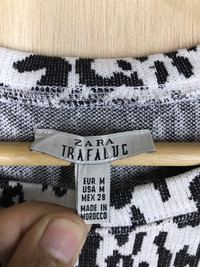 ZARA
TRAFALUC
EUR M
USA M
MEX 28
MADE IN
MOROCCO